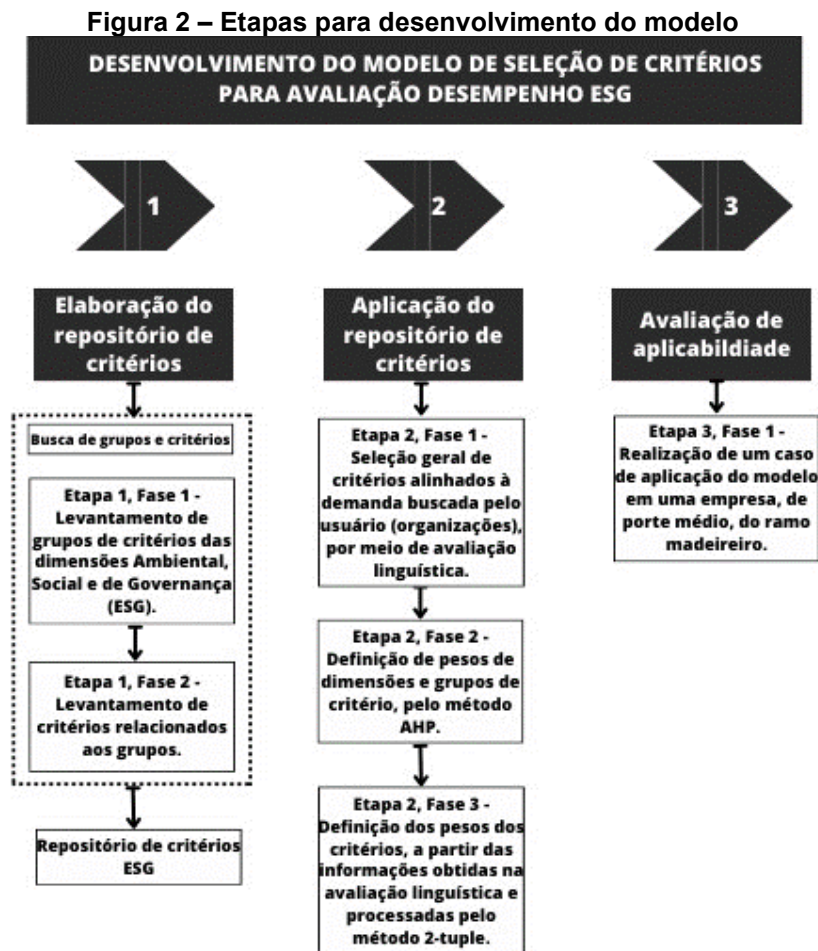 Figura 2 – Etapas para desenvolvimento do modelo
DESENVOLVIMENTO DO MODELO DE SELEÇÃO DE CRITÉRIOS
PARA AVALIAÇÃO DESEMPENHO ESG
1
2
3
Elaboração do
repositório de
critérios
Busca de grupos e critérios
Etapa 1, Fase 1 -
Levantamento de
grupos de critérios das
dimensões Ambiental,
Social e de Governança
(ESG).
Etapa 1, Fase 2 -
Levantamento de
critérios relacionados
aos grupos.
Repositório de critérios
ESG
Aplicação do
repositório de
critérios
Etapa 2, Fase 1 -
Seleção geral de
critérios alinhados à
demanda buscada pelo
usuário (organizações),
por meio de avaliação
linguística.
Etapa 2, Fase 2 -
Definição de pesos de
dimensões e grupos de
critério, pelo método
AHP.
Etapa 2, Fase 3 -
Definição dos pesos dos
critérios, a partir das
informações obtidas na
avaliação linguística e
processadas pelo
método 2-tuple.
Avaliação de
aplicabildiade
Etapa 3, Fase 1 -
Realização de um caso
de aplicação do modelo
em uma empresa, de
porte médio, do ramo
madeireiro.